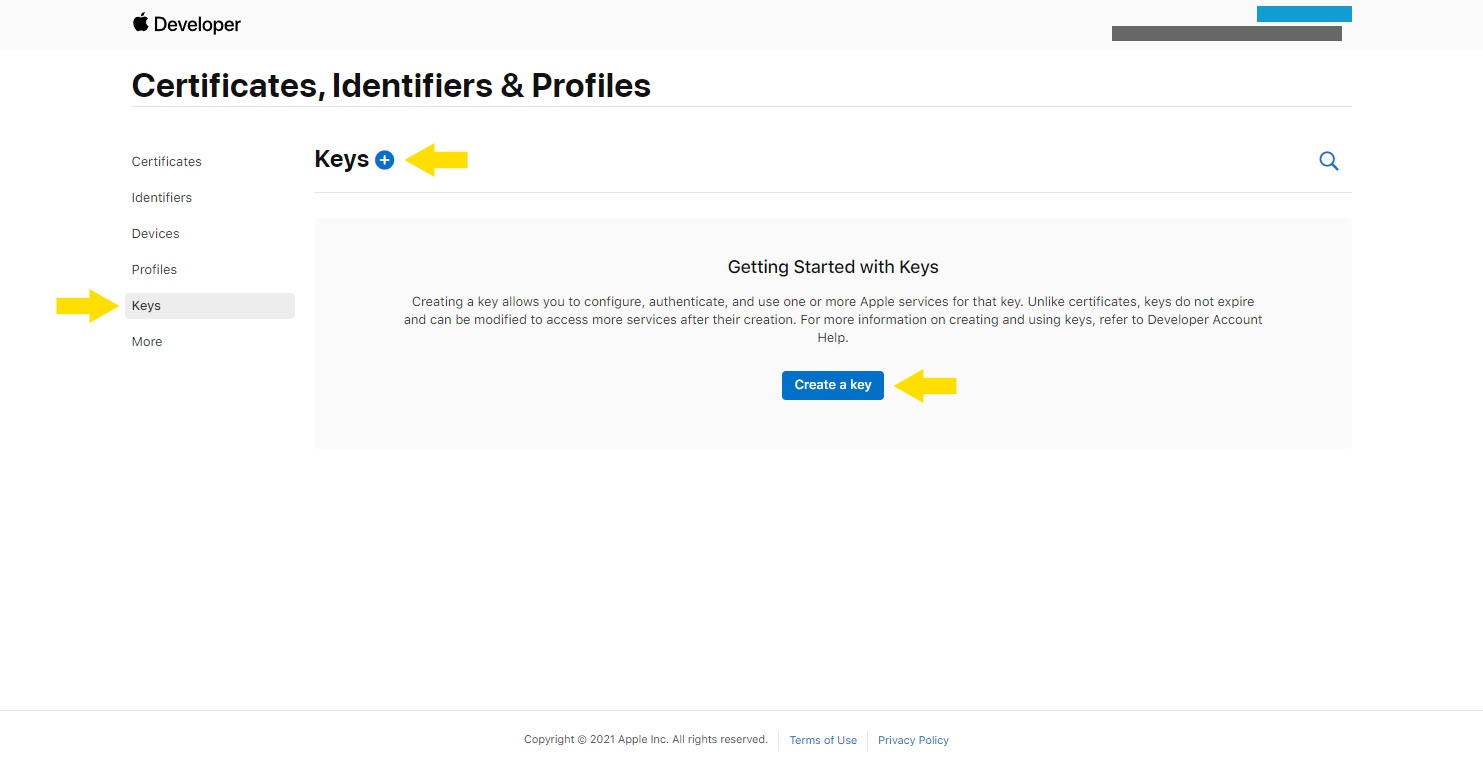 Developer
Certificates, Identifiers & Profiles
Certificates
Identifiers
Devices
Profiles
Keys
More
Keys
Getting Started with Keys
Creating a key allows you to configure, authenticate, and use one or more Apple services for that key. Unlike certificates, keys do not expire
and can be modified to access more services after their creation. For more information on creating and using keys, refer to Developer Account
Help.
Create a key
Copyright © 2021 Apple Inc. All rights reserved. Terms of Use Privacy Policy